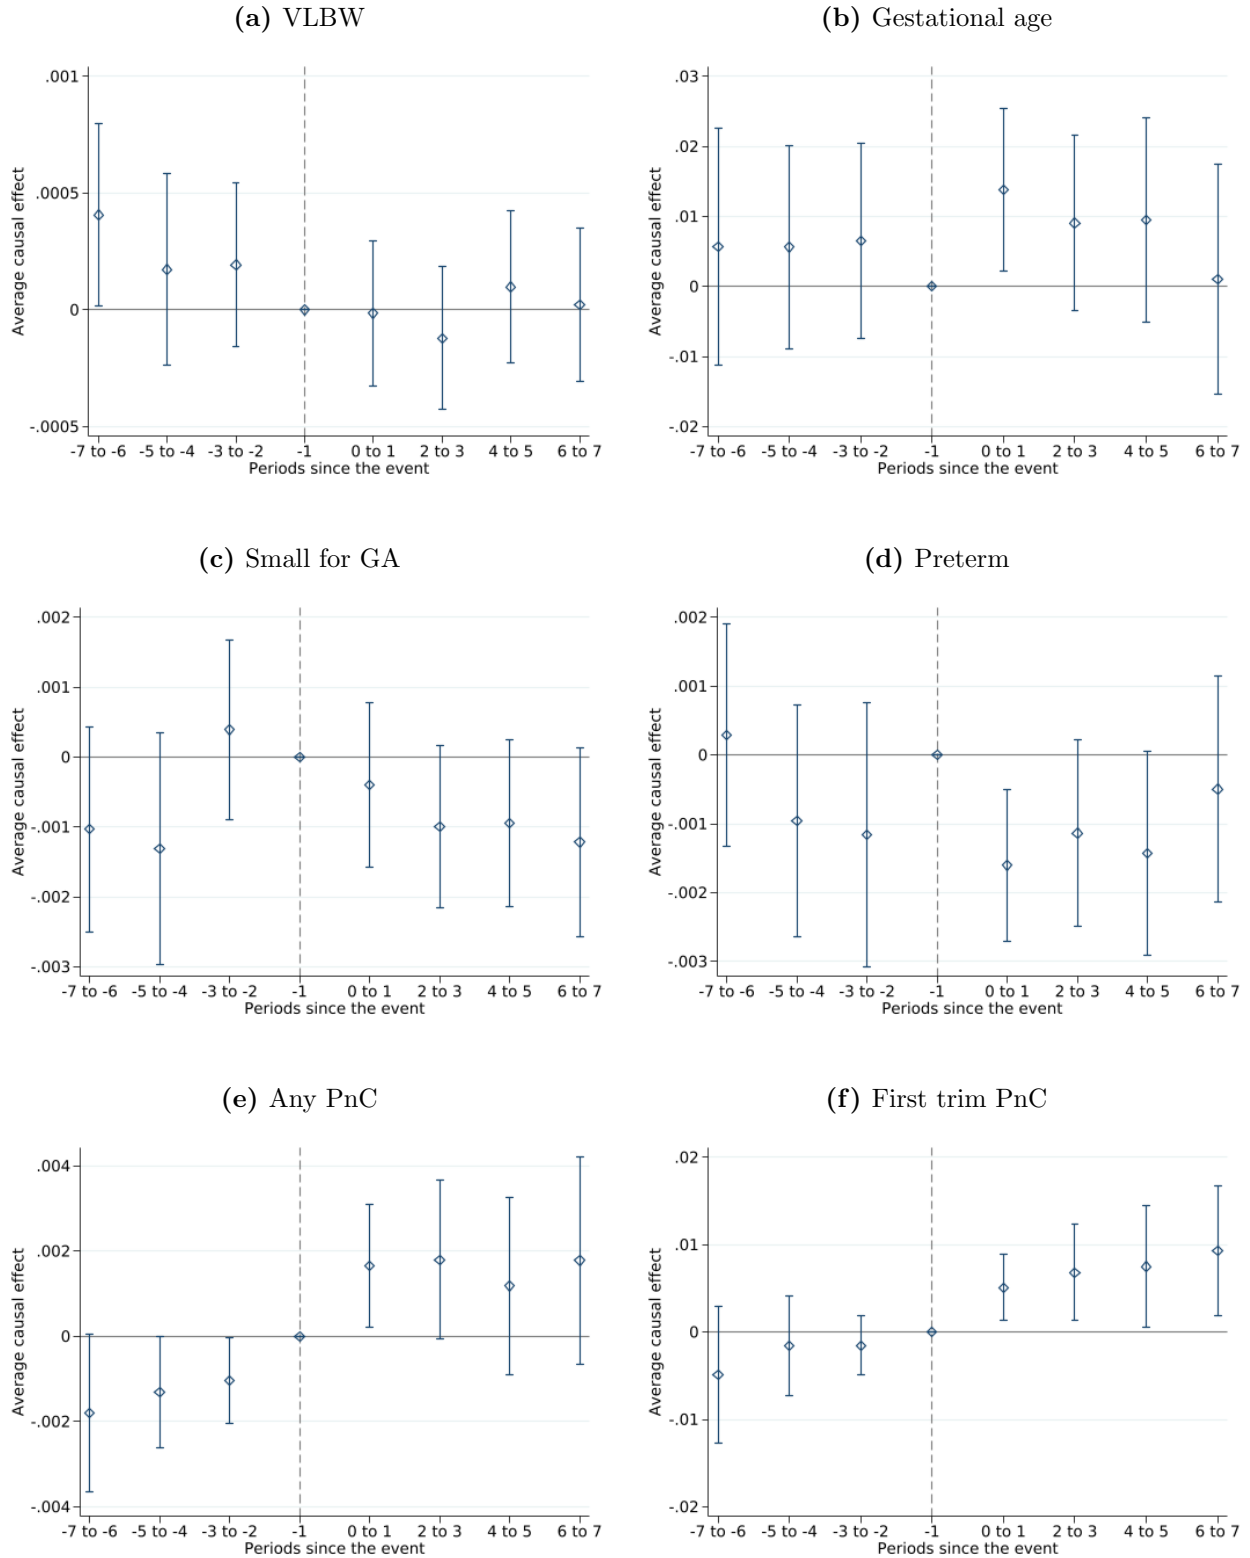 (a) VLBW
.001
.0005
0
-.0005
Average causal effect
-7 to -6 -5 to -4 -3 to -2 -1 0 to 1 2 to 3 4 to 5 6 to 7
Periods since the event
(b) Gestational age
.03
.02
.01
0
-.01
-.02
Average causal effect
-7 to -6 -5 to -4 -3 to -2 -1 0 to 1 2 to 3 4 to 5 6 to 7
Periods since the event
(c) Small for GA
.002
.001
0
-.001
-.002
-.003
Average causal effect
-7 to -6 -5 to -4 -3 to -2 -1 0 to 1 2 to 3 4 to 5 6 to 7
Periods since the event
(d) Preterm
.002
.001
0
-.001
-.002
-.003
Average causal effect
-7 to -6 -5 to -4 -3 to -2 -1 0 to 1 2 to 3 4 to 5 6 to 7
Periods since the event
(e) Any PnC
.004
.002
0
-.002
-.004
Average causal effect
-7 to -6 -5 to -4 -3 to -2 -1 0 to 1 2 to 3 4 to 5 6 to 7
Periods since the event
(f) First trim PnC
.02
.01
0
-.01
-.02
Average causal effect
-7 to -6 -5 to -4 -3 to -2 -1 0 to 1 2 to 3 4 to 5 6 to 7
Periods since the event